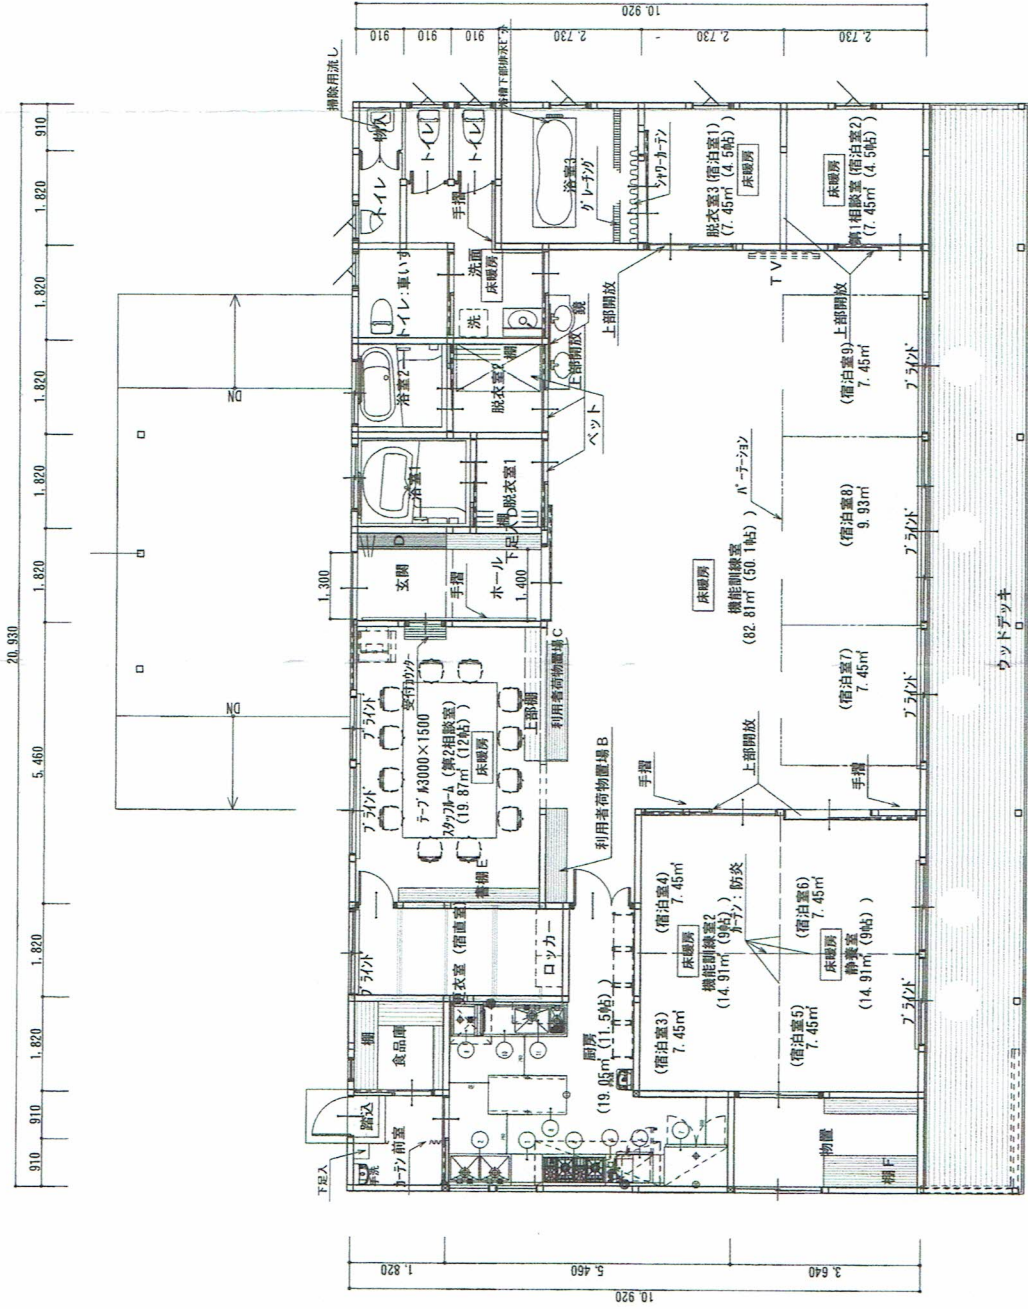 20.930
910
910
1.820
1.820
5.460
1.820
1.820
1.820
1.820
1.820
910
10.920
910
910
910
2.730
2.730
2.730
1.820
5.460
3.640
10.920
DN
DN
1,300
1,400
下足入
手洗
踏込
カーテン
前室
棚
食品庫
ブラインド
更衣室（宿直室）
ロッカー
ブラインド
ブラインド
受付カウンター
テーブル3000×1500
スタッフルーム（第2相談室）
(19.87㎡ (12帖))
床暖房
書棚E
上部棚
利用者荷物置場C
利用者荷物置場B
玄関
手摺
ホール
下足入D
浴室1
棚
脱衣室1
浴室2
脱衣室2
棚
ベット
上部開放
鏡
トイレ：車いす
洗
洗面
床暖房
手摺
トイレ
物入
掃除用流し
トイレ
トイレ
浴槽下部排水ピット
浴室3
グレーチング
シャワーカーテン
脱衣室3(宿泊室1)
(7.45㎡ (4.5帖))
床暖房
床暖房
第1相談室(宿泊室2)
(7.45㎡ (4.5帖))
上部開放
TV
上部開放
厨房
(19.05㎡ (11.5帖))
物置
棚F
(宿泊室3)
7.45㎡
(宿泊室4)
7.45㎡
床暖房
機能訓練室2
(14.91㎡ (9帖))
カーテン：防炎
(宿泊室5)
7.45㎡
(宿泊室6)
7.45㎡
床暖房
静養室
(14.91㎡ (9帖))
ブラインド
手摺
上部開放
手摺
床暖房
機能訓練室
(82.81㎡ (50.1帖))
パーテーション
(宿泊室7)
7.45㎡
(宿泊室8)
9.93㎡
(宿泊室9)
7.45㎡
ブラインド
ブラインド
ブラインド
ウッドデッキ